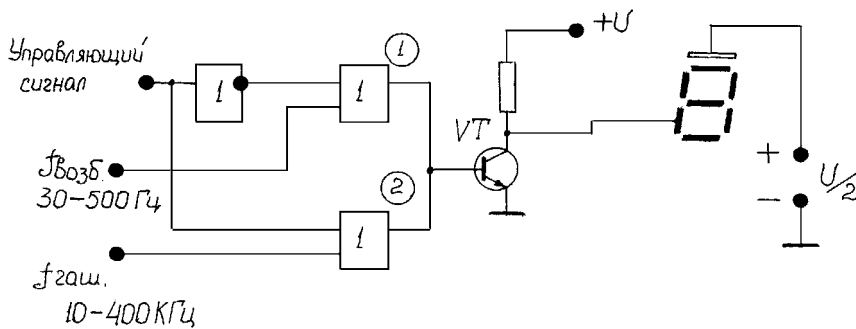 Управляющий
сигнал
1
1
1
2
1
fвозб.
30–500 Гц
fгаш.
10–400 КГц
VT
+U
+
−
U/2